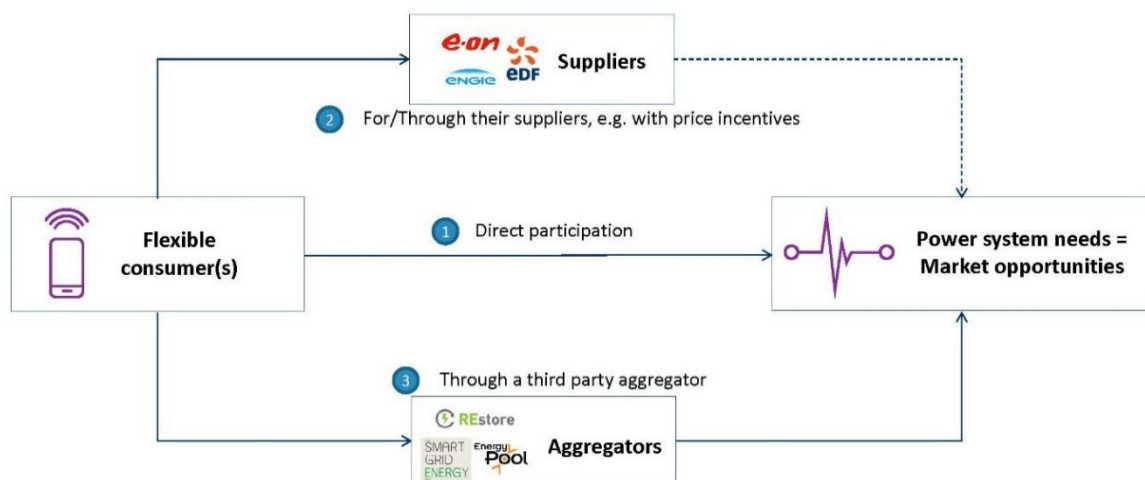 e·on
ENGIE
eDF
Suppliers
2 For/Through their suppliers, e.g. with price incentives
Flexible
consumer(s)
1 Direct participation
Power system needs =
Market opportunities
3 Through a third party aggregator
REstore
SMART
GRID
ENERGY
Energy
Pool
Aggregators